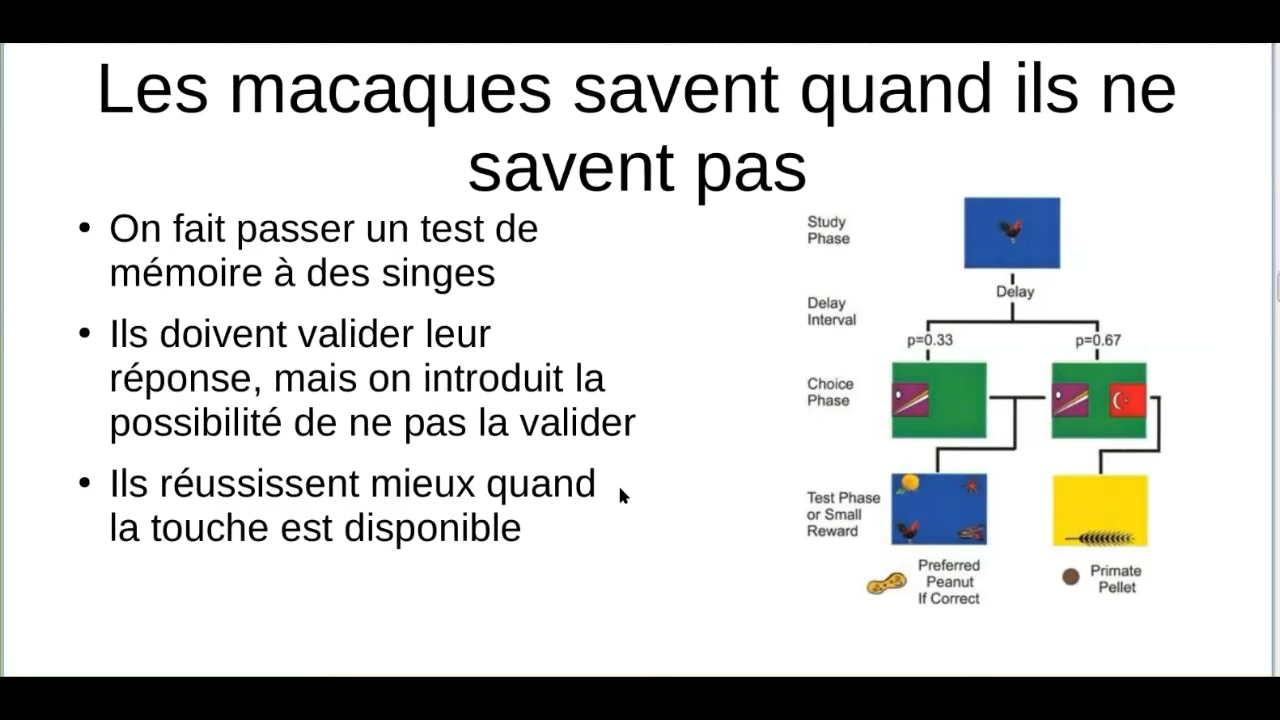 Les macaques savent quand ils ne
savent pas
• On fait passer un test de
mémoire à des singes
• Ils doivent valider leur
réponse, mais on introduit la
possibilité de ne pas la valider
• Ils réussissent mieux quand
la touche est disponible
Study
Phase
Delay
Delay
Interval
p=0.33
p=0.67
Choice
Phase
Test Phase
or Small
Reward
Preferred
Peanut
If Correct
Primate
Pellet